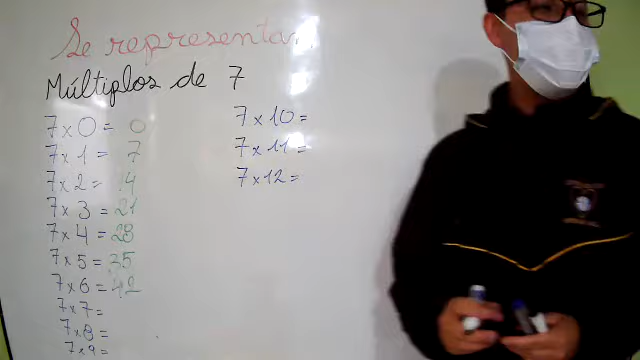 Se representa...
Múltiplos de 7
7 x 0 = 0
7 x 1 = 7
7 x 2 = 14
7 x 3 = 21
7 x 4 = 28
7 x 5 = 35
7 x 6 = 42
7 x 7 =
7 x 8 =
7 x 9 =
7 x 10 =
7 x 11 =
7 x 12 =